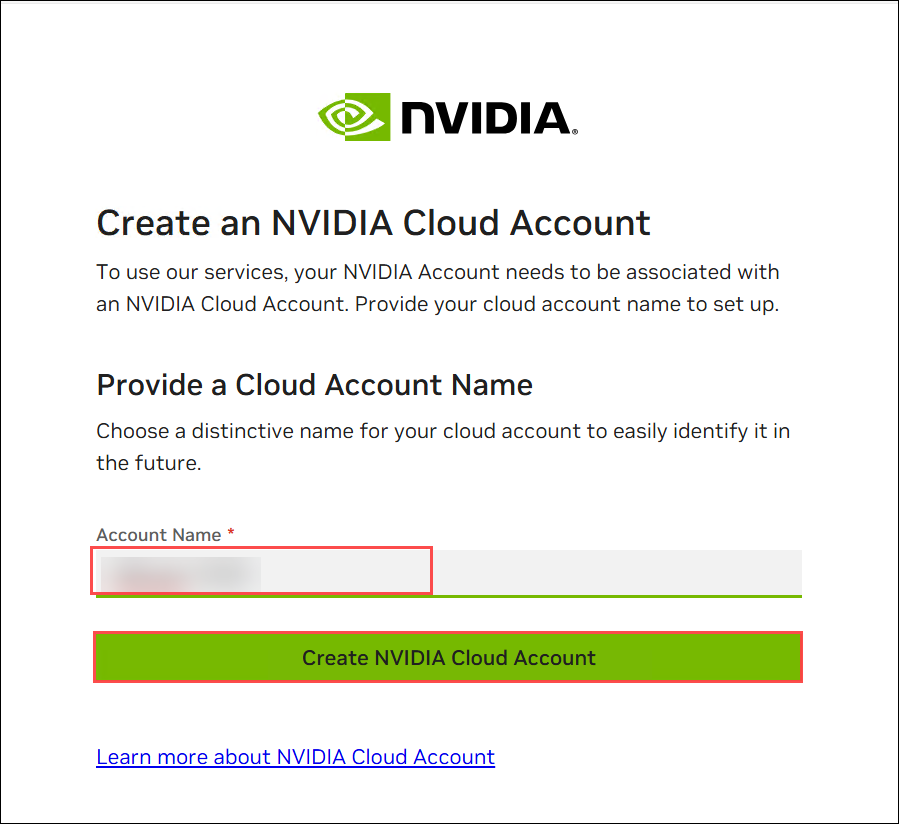 NVIDIA®
Create an NVIDIA Cloud Account
To use our services, your NVIDIA Account needs to be associated with
an NVIDIA Cloud Account. Provide your cloud account name to set up.
Provide a Cloud Account Name
Choose a distinctive name for your cloud account to easily identify it in
the future.
Account Name *
Create NVIDIA Cloud Account
Learn more about NVIDIA Cloud Account